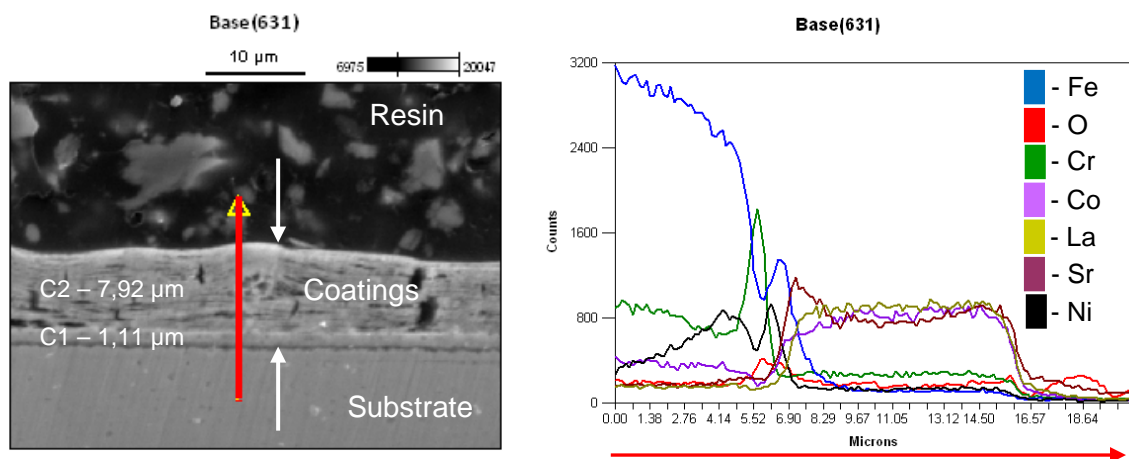 Base(631)
10 µm
6975
20047
Resin
C2 – 7,92 µm
Coatings
C1 – 1,11 µm
Substrate
Base(631)
3200
2400
1600
800
0
Counts
0.00 1.38 2.76 4.14 5.52 6.90 8.29 9.67 11.05 13.12 14.50 16.57 18.64
Microns
- Fe
- O
- Cr
- Co
- La
- Sr
- Ni